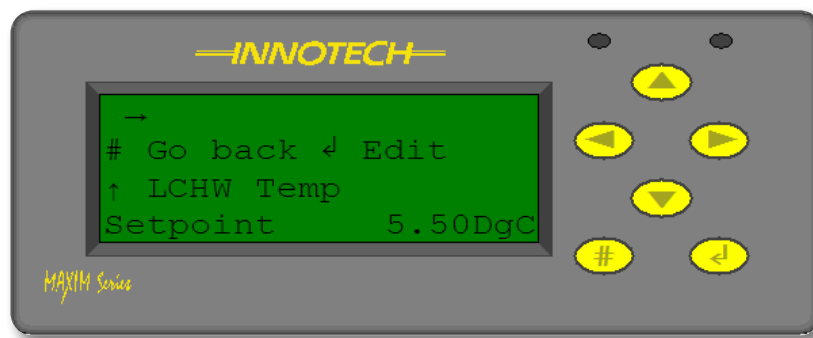 INNOTECH
→
# Go back ↲ Edit
↑ LCHW Temp
Setpoint 5.50DgC
# ↲
MAXIM Series